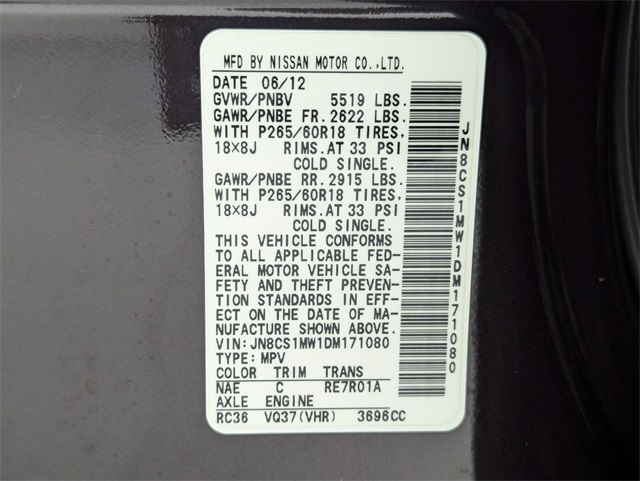 MFD BY NISSAN MOTOR CO.,LTD.
DATE 06/12
GVWR/PNBV 5519 LBS.
GAWR/PNBE FR. 2622 LBS.
WITH P265/60R18 TIRES,
18×8J RIMS. AT 33 PSI
COLD SINGLE.
GAWR/PNBE RR. 2915 LBS.
WITH P265/60R18 TIRES,
18×8J RIMS. AT 33 PSI
COLD SINGLE.
THIS VEHICLE CONFORMS
TO ALL APPLICABLE FED-
ERAL MOTOR VEHICLE SA-
FETY AND THEFT PREVEN-
TION STANDARDS IN EFF-
ECT ON THE DATE OF MA-
NUFACTURE SHOWN ABOVE.
VIN: JN8CS1MW1DM171080
TYPE: MPV
COLOR TRIM TRANS
NAE C RE7R01A
AXLE ENGINE
RC36 VQ37(VHR) 3696CC
JN8CS1MW1DM171080